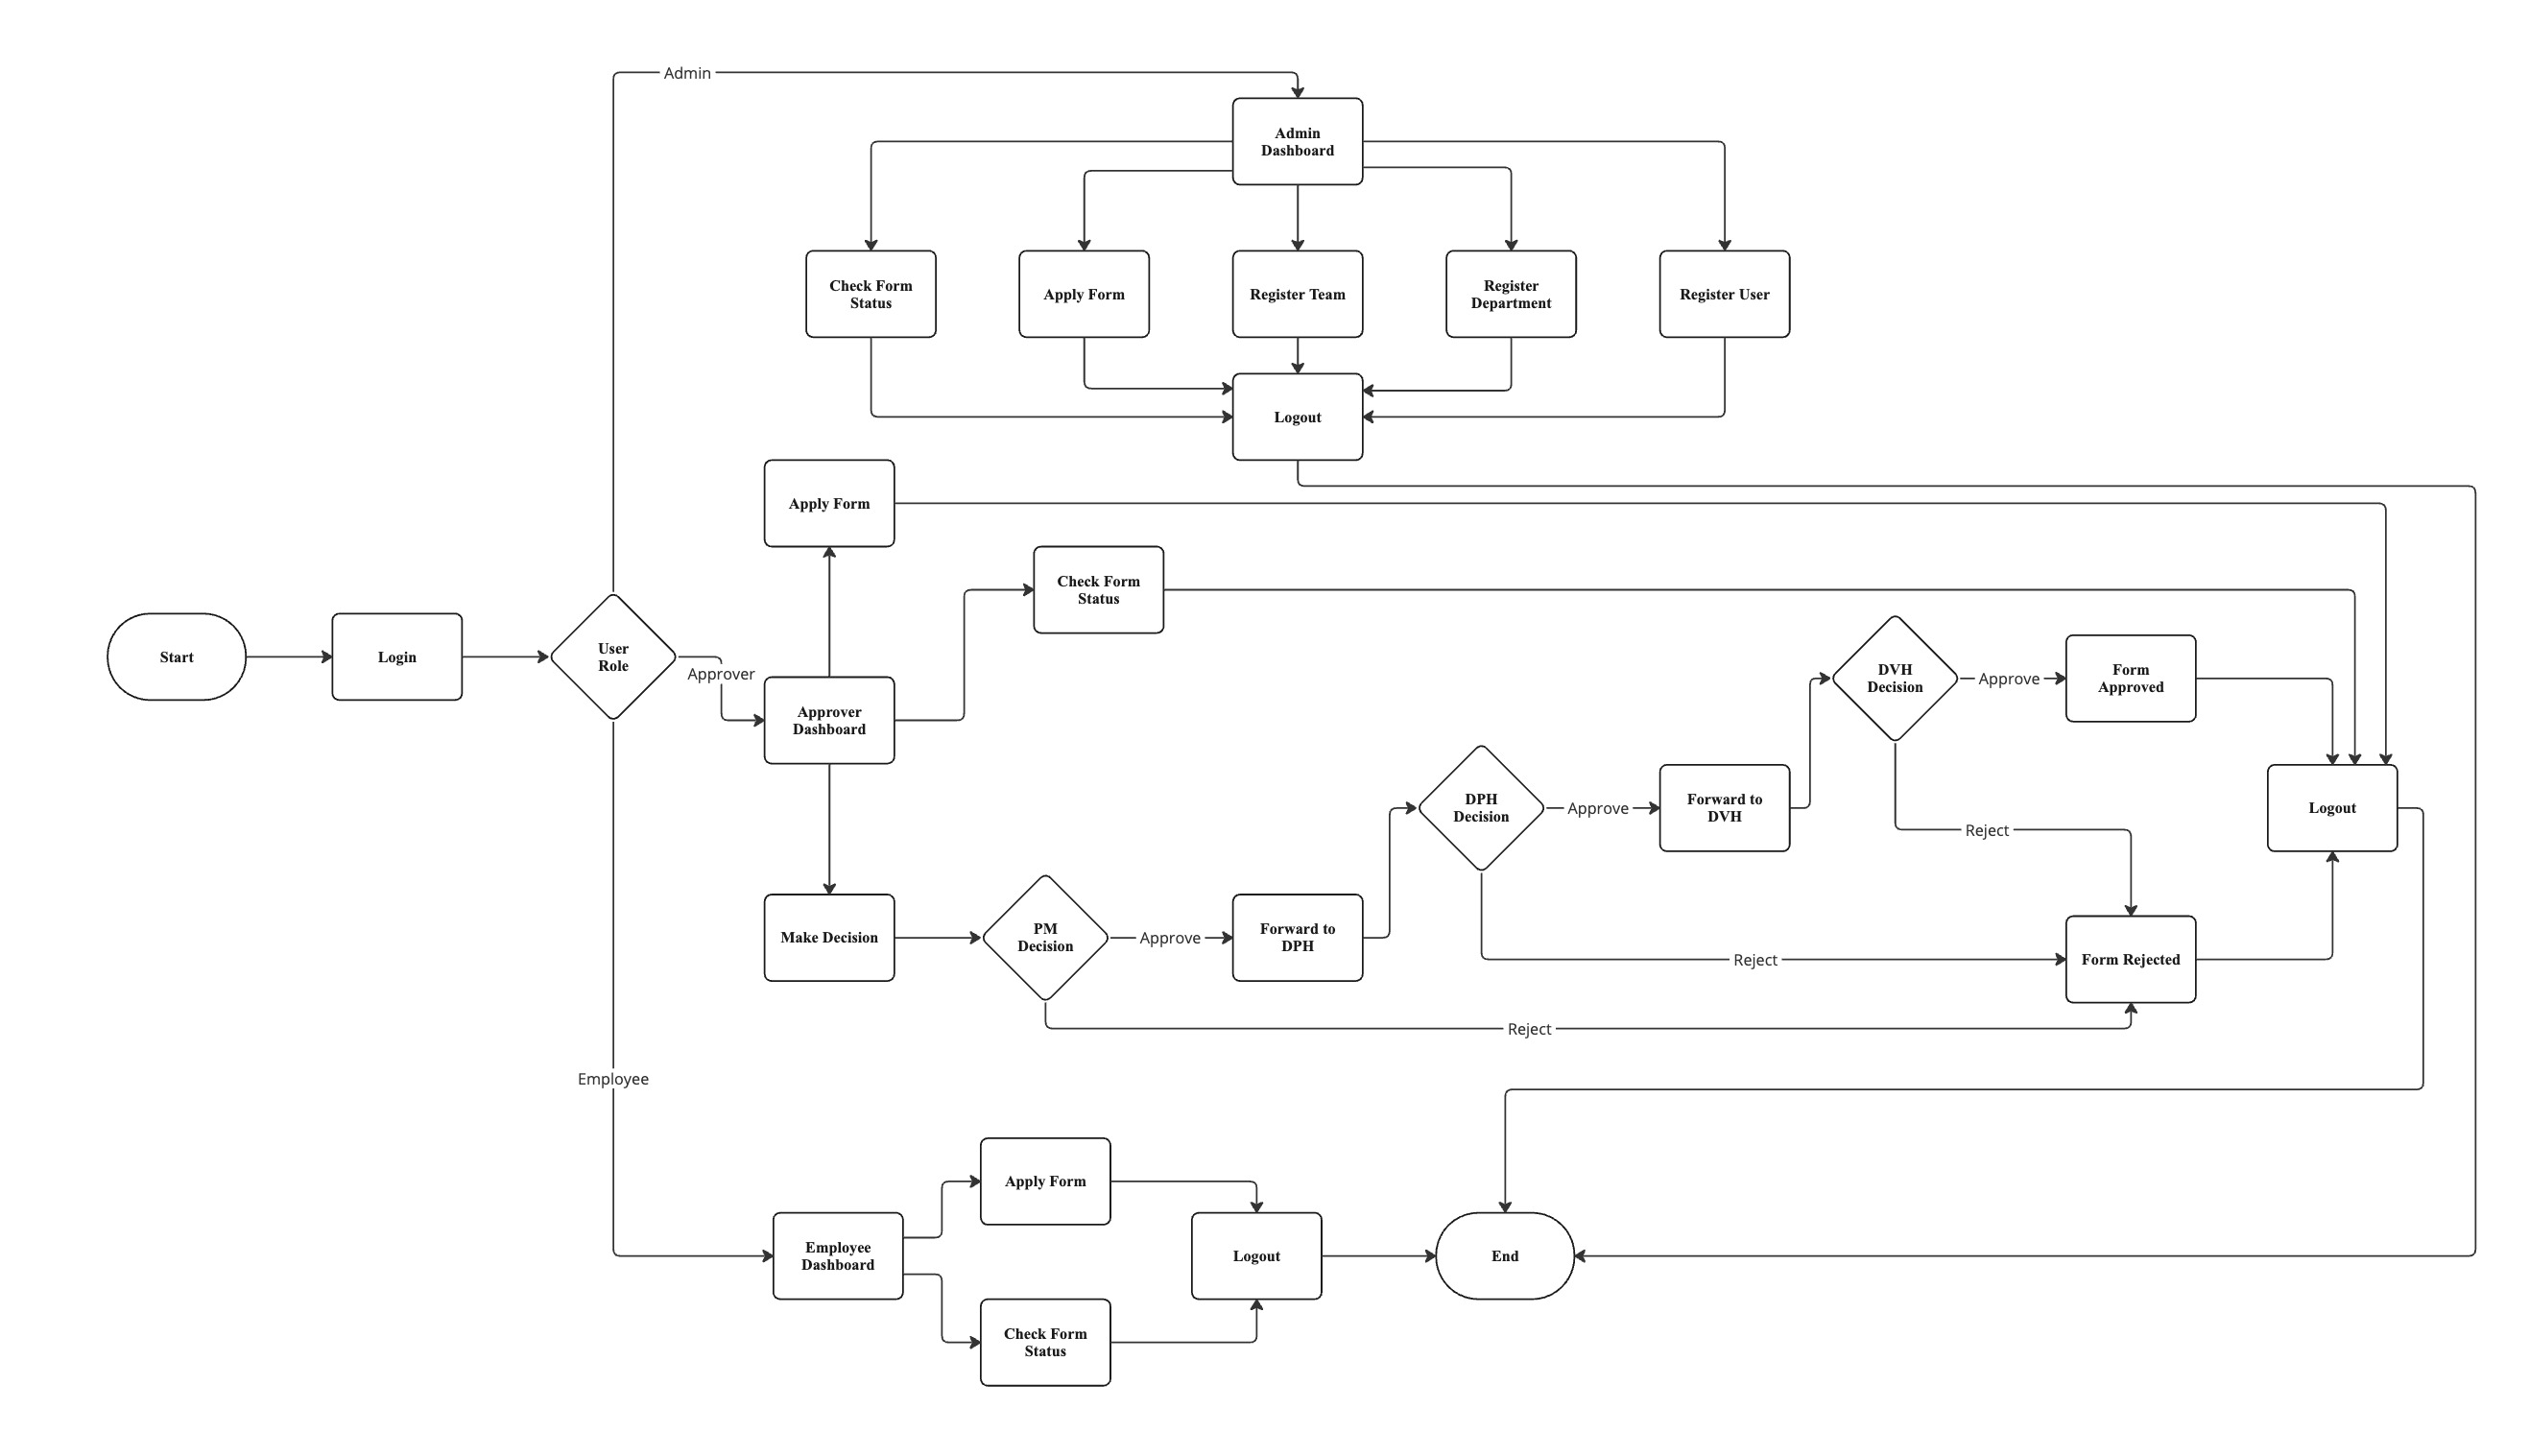 Admin
Admin
Dashboard
Check Form
Status
Apply Form
Register Team
Register
Department
Register User
Logout
Apply Form
Check Form
Status
Start
Login
User
Role
Approver
Approver
Dashboard
DVH
Decision
Approve
Form
Approved
DPH
Decision
Approve
Forward to
DVH
Reject
Logout
Make Decision
PM
Decision
Approve
Forward to
DPH
Reject
Form Rejected
Reject
Employee
Apply Form
Employee
Dashboard
Logout
End
Check Form
Status